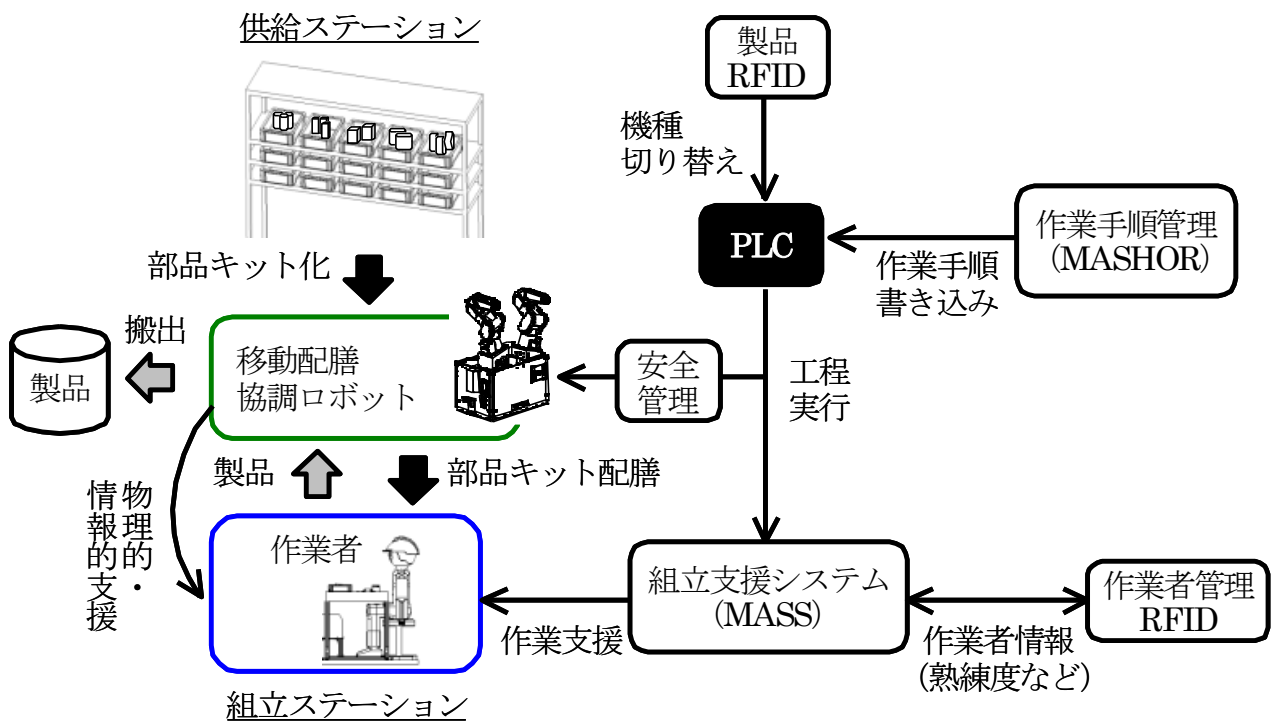 供給ステーション
製品
RFID
機種
切り替え
PLC
作業手順管理
(MASHOR)
作業手順
書き込み
部品キット化
搬出
製品
移動配膳
協調ロボット
安全
管理
工程
実行
製品
部品キット配膳
物理的・
情報的支援
作業者
組立支援システム
(MASS)
作業者管理
RFID
作業支援
作業者情報
(熟練度など)
組立ステーション